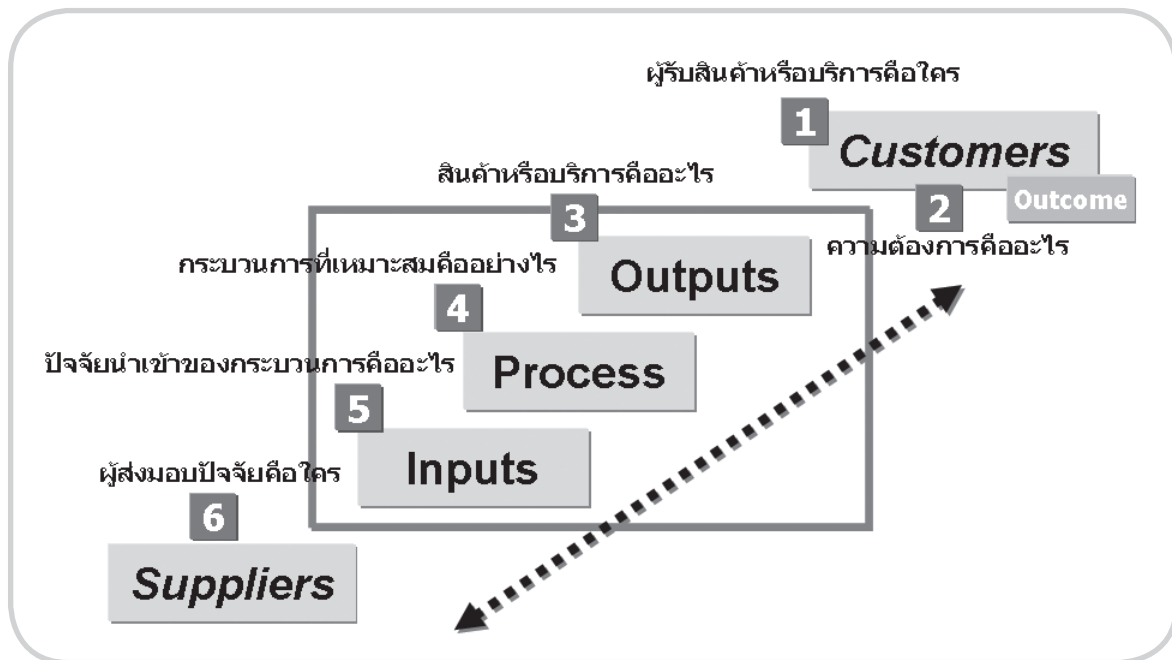 ผู้รับสินค้าหรือบริการคือใคร
1
Customers
Outcome
2
ความต้องการคืออะไร
สินค้าหรือบริการคืออะไร
3
Outputs
กระบวนการที่เหมาะสมคืออย่างไร
4
Process
ปัจจัยนำเข้าของกระบวนการคืออะไร
5
Inputs
ผู้ส่งมอบปัจจัยคือใคร
6
Suppliers